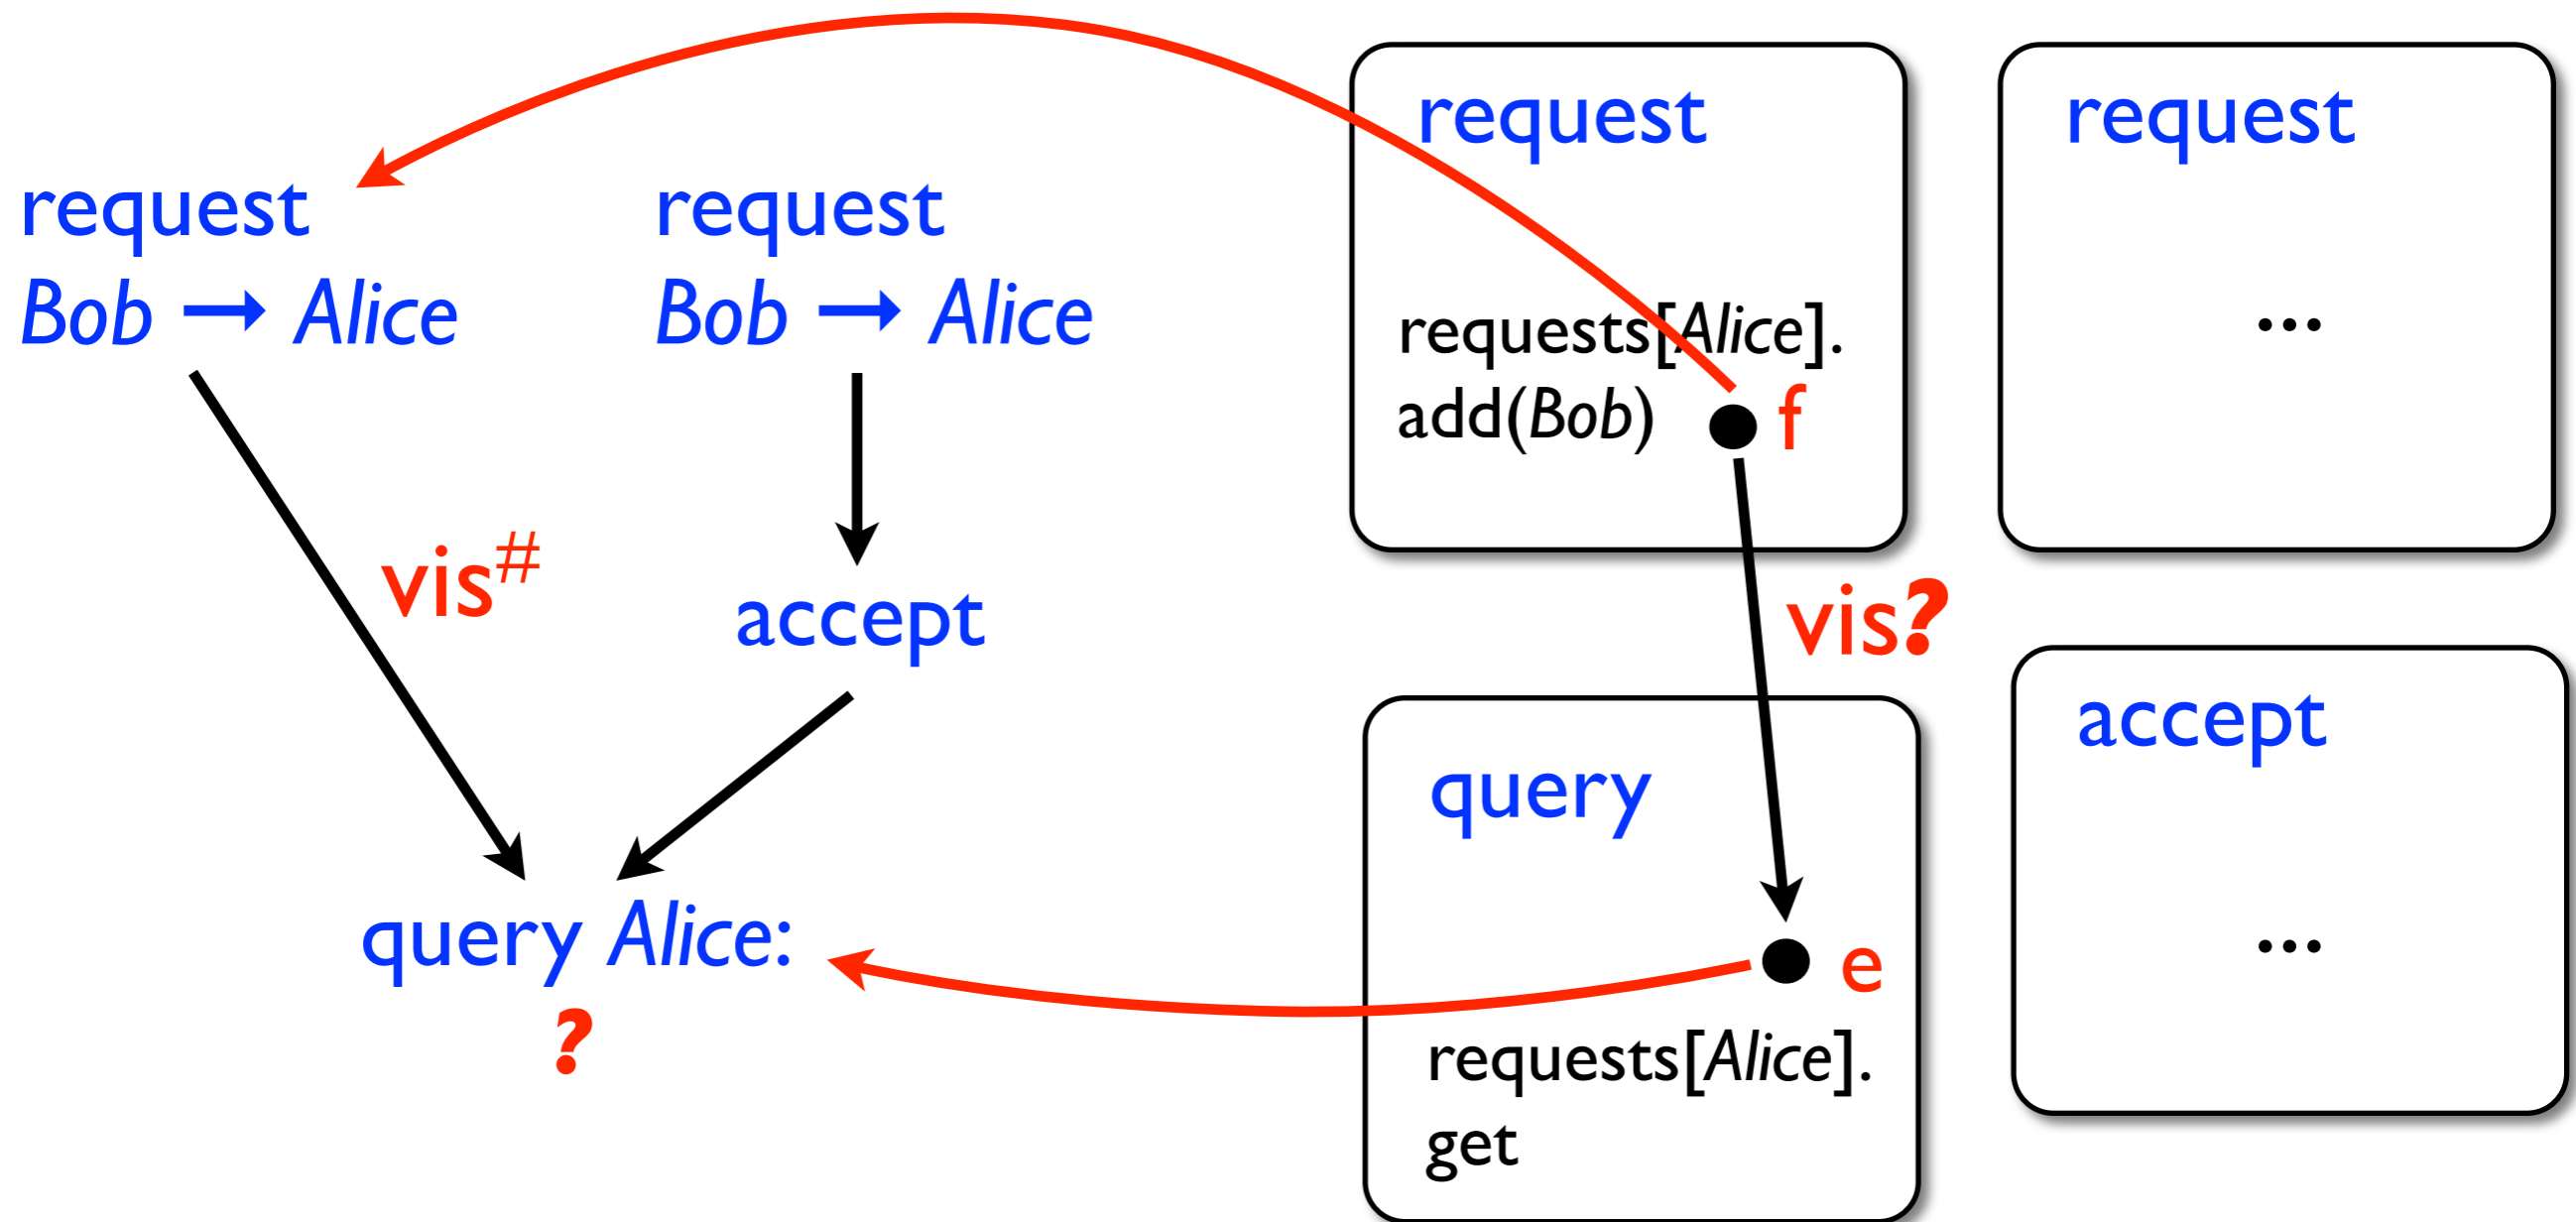 request
Bob → Alice
request
Bob → Alice
vis#
accept
query Alice:
?
request
requests[Alice].
add(Bob)
f
request
...
vis?
query
e
requests[Alice].
get
accept
...